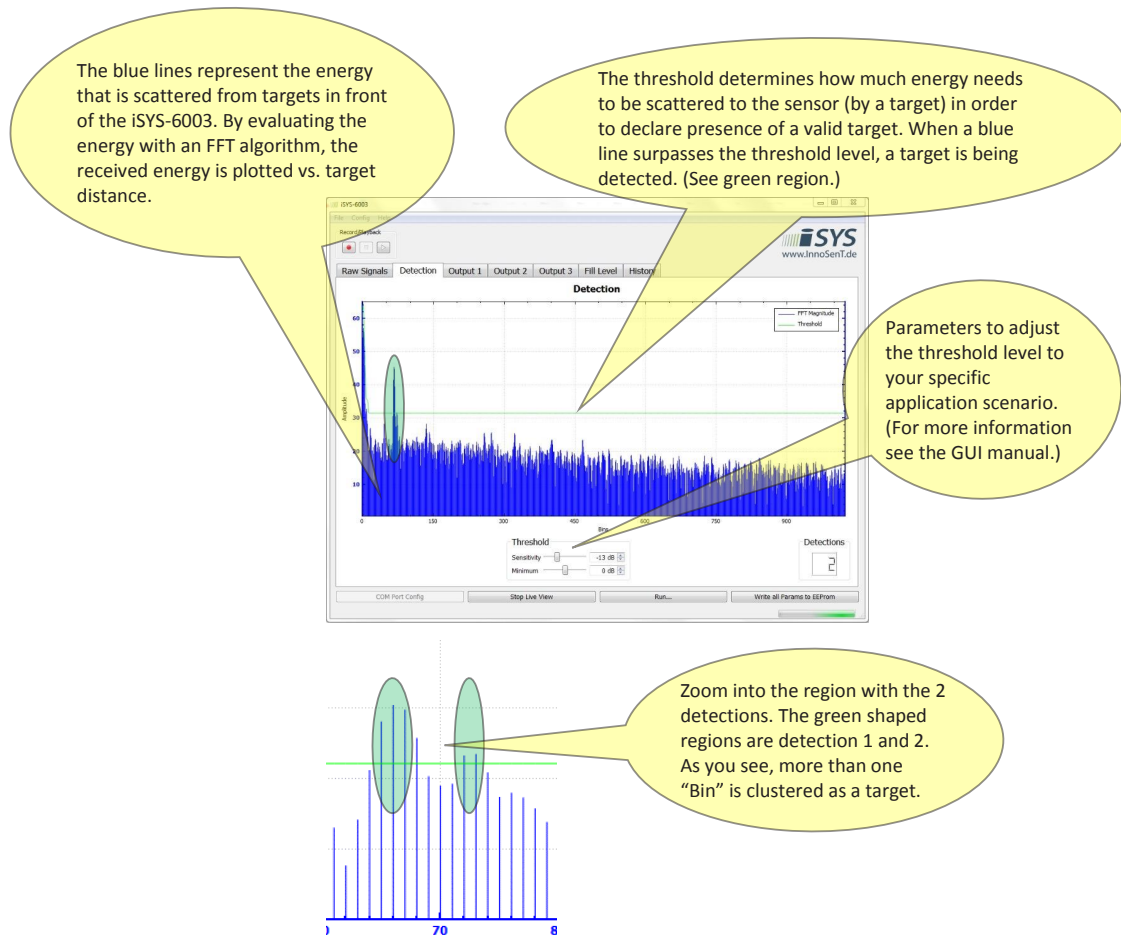 The blue lines represent the energy
that is scattered from targets in front
of the iSYS-6003. By evaluating the
energy with an FFT algorithm, the
received energy is plotted vs. target
distance.
The threshold determines how much energy needs
to be scattered to the sensor (by a target) in order
to declare presence of a valid target. When a blue
line surpasses the threshold level, a target is being
detected. (See green region.)
iSYS-6003
File Config Help
Record/Playback
iSYS
www.InnoSenT.de
Raw Signals Detection Output 1 Output 2 Output 3 Fill Level History
Detection
FFT Magnitude
Threshold
60
50
40
30
20
10
Amplitude
0 150 300 450 600 750 900
Bins
Threshold
Sensitivity -13 dB
Minimum 0 dB
Detections
2
COM Port Config Stop Live View Run... Write all Params to EEProm
Parameters to adjust
the threshold level to
your specific
application scenario.
(For more information
see the GUI manual.)
Zoom into the region with the 2
detections. The green shaped
regions are detection 1 and 2.
As you see, more than one
“Bin” is clustered as a target.
70